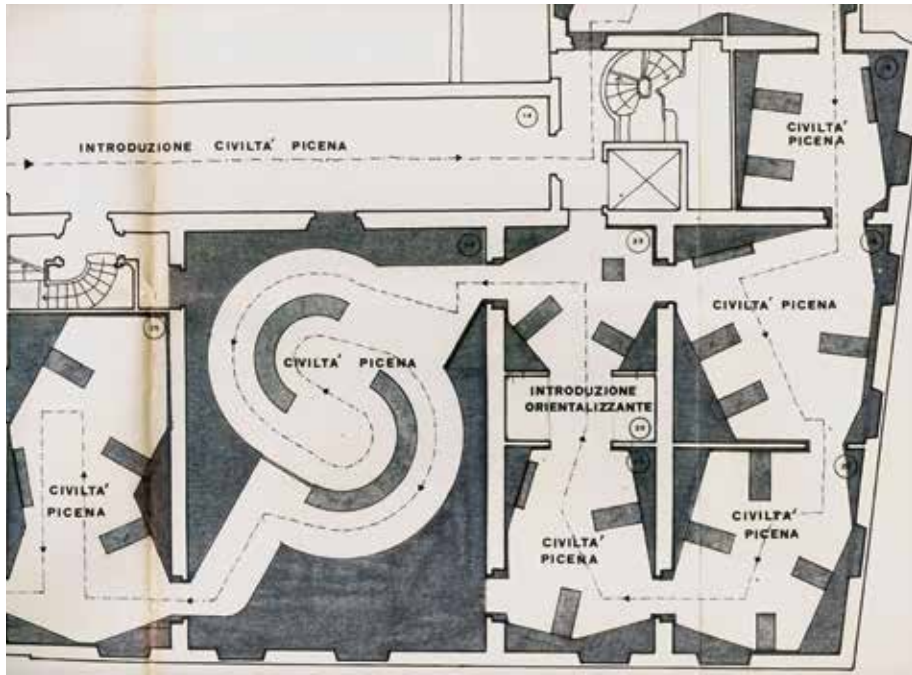 INTRODUZIONE CIVILTA' PICENA
CIVILTA'
PICENA
CIVILTA' PICENA
CIVILTA' PICENA
INTRODUZIONE
ORIENTALIZZANTE
CIVILTA'
PICENA
CIVILTA'
PICENA
CIVILTA'
PICENA